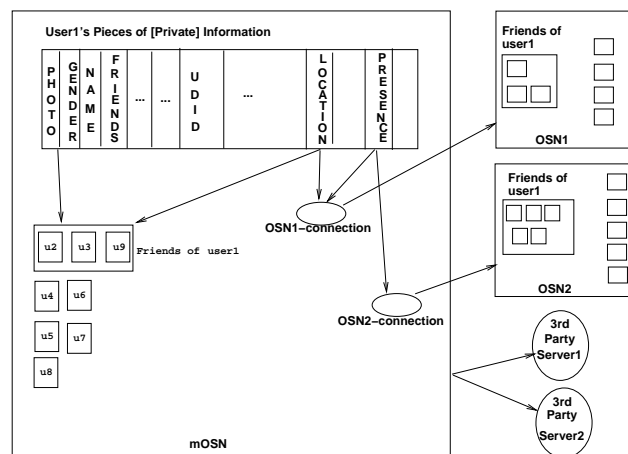 User1's Pieces of [Private] Information
PHOTO
GENDER
NAME
FRIENDS
...
...
UDID
...
LOCATION
PRESENCE
OSN1-connection
OSN2-connection
u2 u3 u9
Friends of user1
u4 u6
u5 u7
u8
mOSN
Friends of
user1
OSN1
Friends of
user1
OSN2
3rd
Party
Server1
3rd
Party
Server2